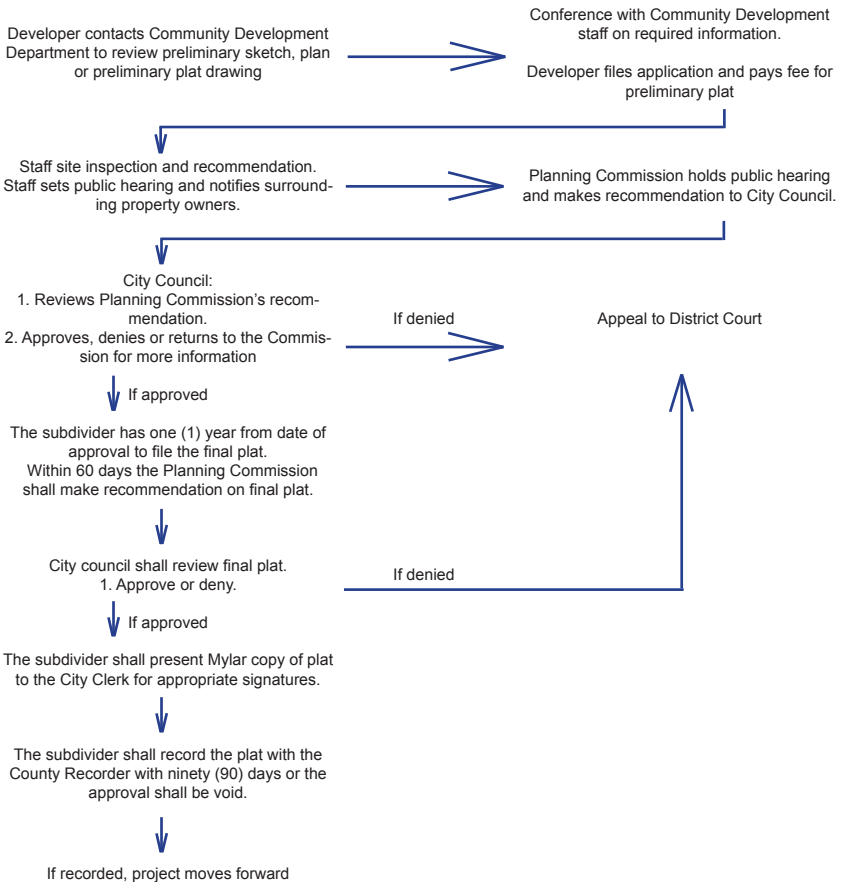 Developer contacts Community Development
Department to review preliminary sketch, plan
or preliminary plat drawing
Conference with Community Development
staff on required information.
Developer files application and pays fee for
preliminary plat
Staff site inspection and recommendation.
Staff sets public hearing and notifies surround-
ing property owners.
Planning Commission holds public hearing
and makes recommendation to City Council.
City Council:
1. Reviews Planning Commission's recom-
mendation.
2. Approves, denies or returns to the Commis-
sion for more information
If denied
Appeal to District Court
If approved
The subdivider has one (1) year from date of
approval to file the final plat.
Within 60 days the Planning Commission
shall make recommendation on final plat.
City council shall review final plat.
1. Approve or deny.
If denied
If approved
The subdivider shall present Mylar copy of plat
to the City Clerk for appropriate signatures.
The subdivider shall record the plat with the
County Recorder with ninety (90) days or the
approval shall be void.
If recorded, project moves forward